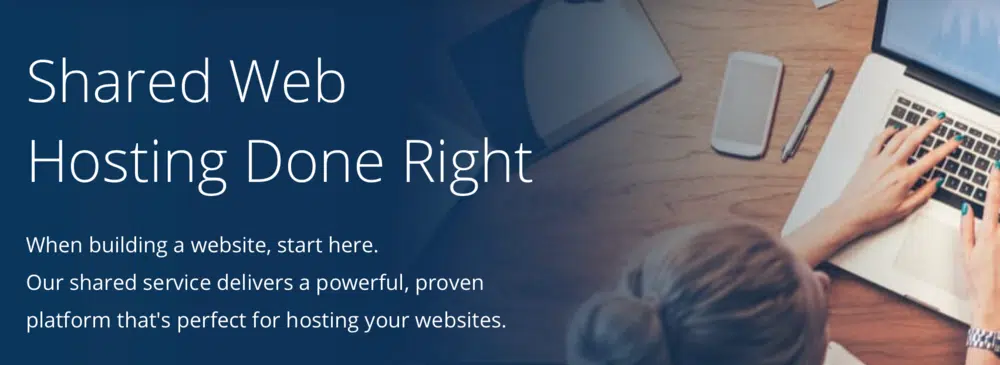 Shared Web
Hosting Done Right
When building a website, start here.
Our shared service delivers a powerful, proven
platform that's perfect for hosting your websites.